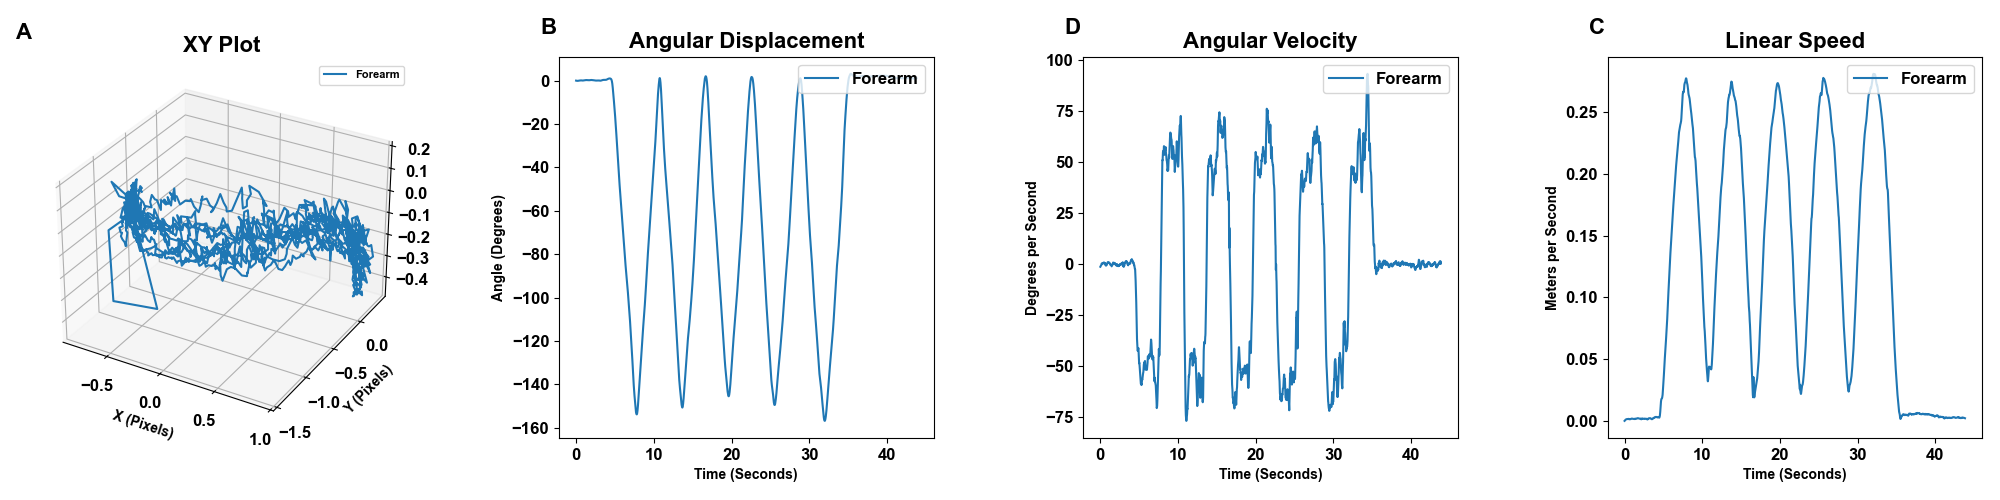 A
XY Plot
Forearm
0.2
0.1
0.0
−0.1
−0.2
−0.3
−0.4
−0.5
0.0
0.5
1.0
X (Pixels)
−1.5
−1.0
−0.5
0.0
Y (Pixels)
B
Angular Displacement
Forearm
0
−20
−40
−60
−80
−100
−120
−140
−160
Angle (Degrees)
0 10 20 30 40
Time (Seconds)
D
Angular Velocity
Forearm
100
75
50
25
0
−25
−50
−75
Degrees per Second
0 10 20 30 40
Time (Seconds)
C
Linear Speed
Forearm
0.25
0.20
0.15
0.10
0.05
0.00
Meters per Second
0 10 20 30 40
Time (Seconds)